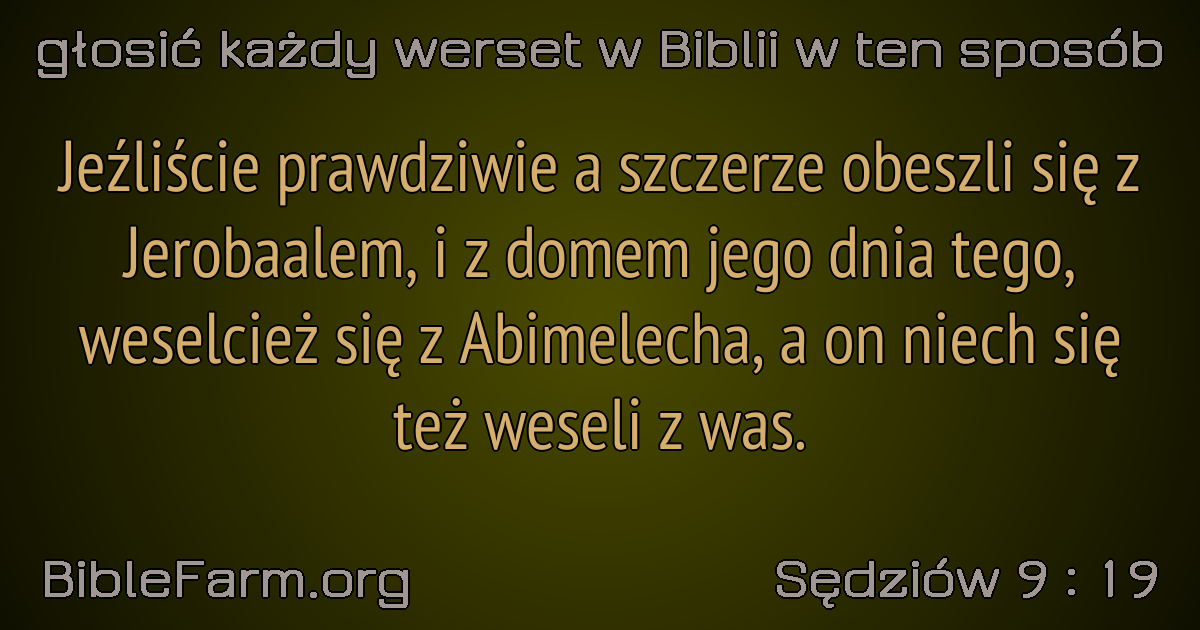 głosić każdy werset w Biblii w ten sposób
Jeźliście prawdziwie a szczerze obeszli się z
Jerobaalem, i z domem jego dnia tego,
weselcież się z Abimelecha, a on niech się
też weseli z was.
BibleFarm.org
Sędziów 9 : 19